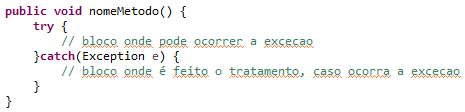 public void nomeMetodo() {
    try {
        // bloco onde pode ocorrer a excecao
    }catch(Exception e) {
        // bloco onde é feito o tratamento, caso ocorra a excecao
    }
}